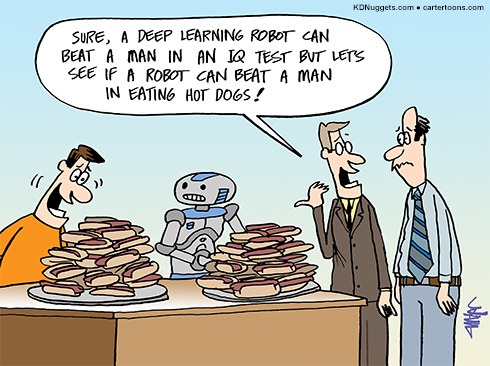 KDNuggets.com • cartertoons.com
SURE, A DEEP LEARNING ROBOT CAN
BEAT A MAN IN AN IQ TEST BUT LET'S
SEE IF A ROBOT CAN BEAT A MAN
IN EATING HOT DOGS!